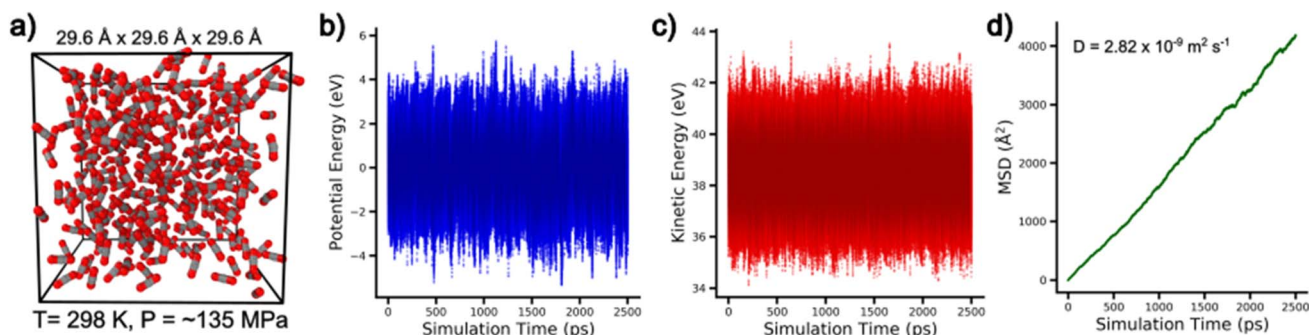 a)
29.6 Å x 29.6 Å x 29.6 Å
T= 298 K, P = ~135 MPa
b)
Potential Energy (eV)
6
4
2
0
−2
−4
0 500 1000 1500 2000 2500
Simulation Time (ps)
c)
Kinetic Energy (eV)
44
42
40
38
36
34
0 500 1000 1500 2000 2500
Simulation Time (ps)
d)
D = 2.82 x 10⁻⁹ m² s⁻¹
MSD (Å²)
4000
3000
2000
1000
0
0 500 1000 1500 2000 2500
Simulation Time (ps)